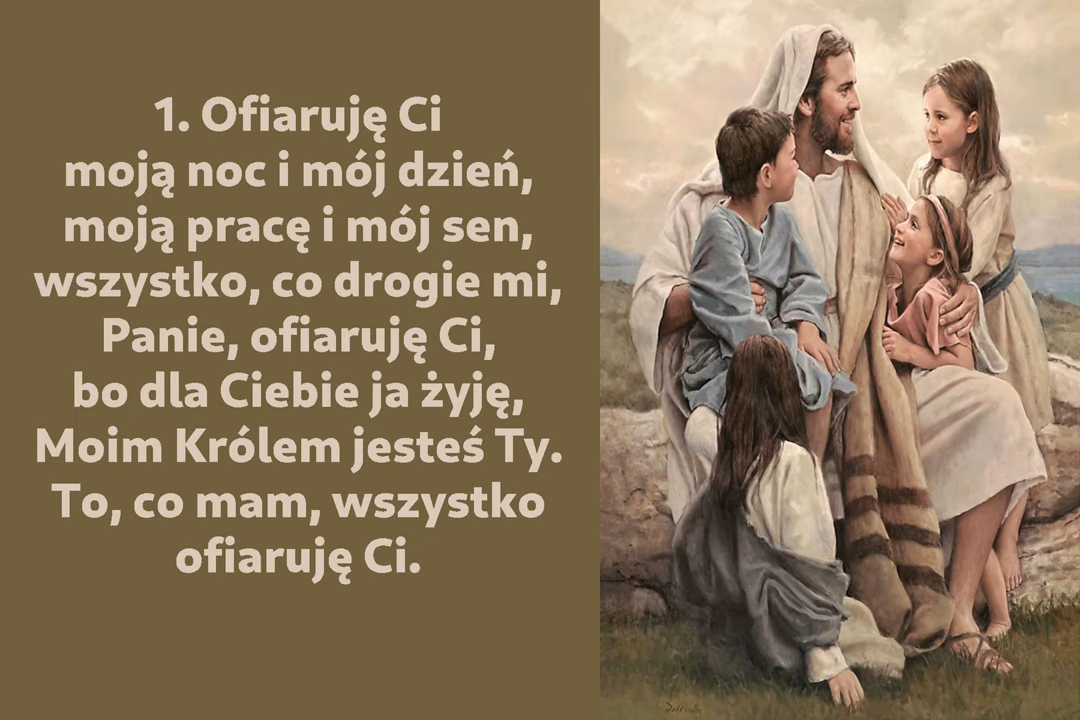 1. Ofiaruję Ci
moją noc i mój dzień,
moją pracę i mój sen,
wszystko, co drogie mi,
Panie, ofiaruję Ci,
bo dla Ciebie ja żyję,
Moim Królem jesteś Ty.
To, co mam, wszystko
ofiaruję Ci.